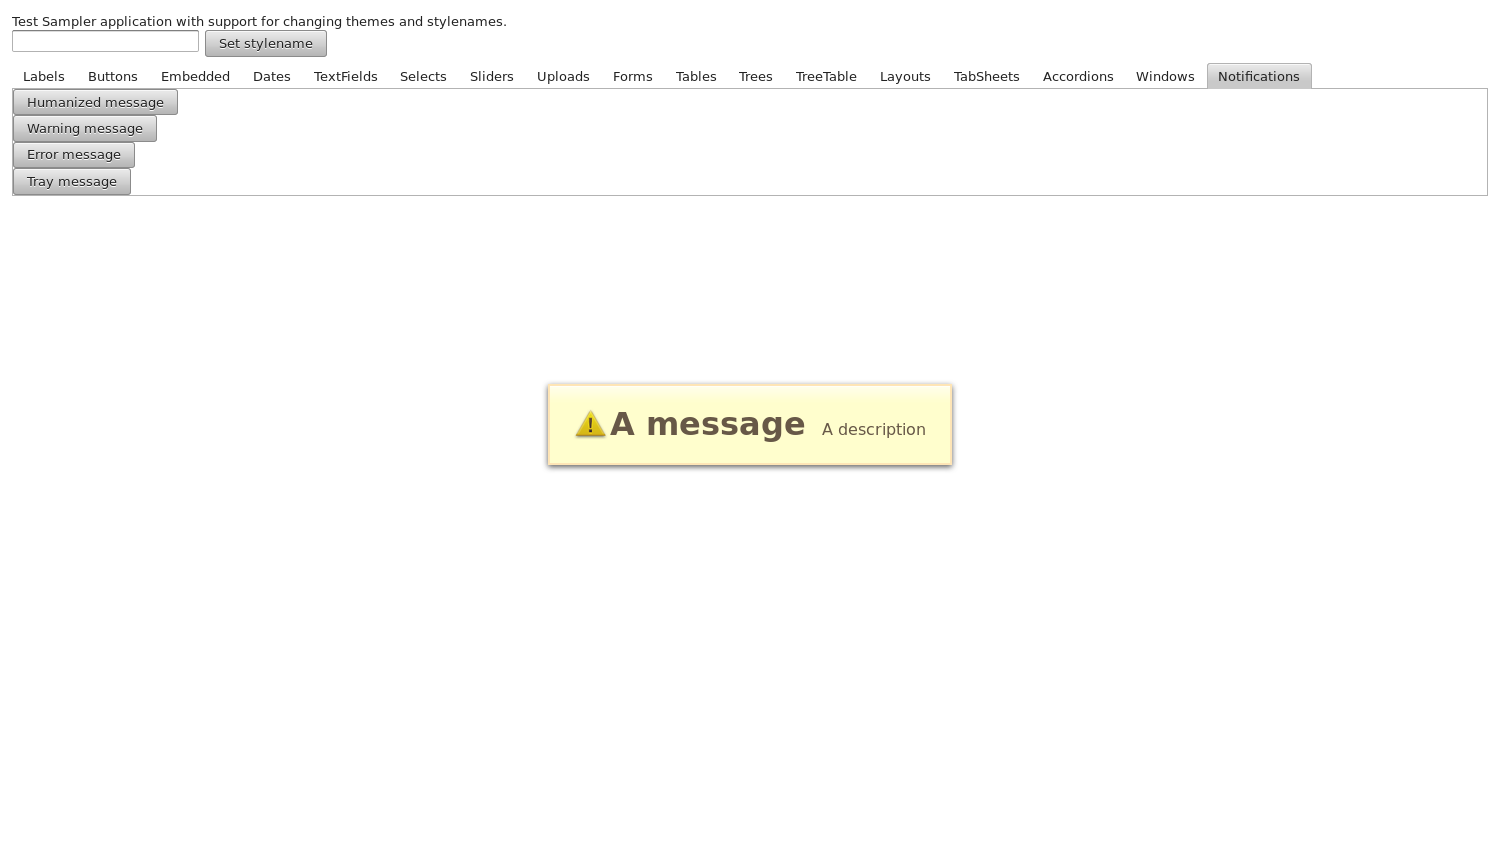 Test Sampler application with support for changing themes and stylenames.
Set stylename
Labels Buttons Embedded Dates TextFields Selects Sliders Uploads Forms Tables Trees TreeTable Layouts TabSheets Accordions Windows Notifications
Humanized message
Warning message
Error message
Tray message
A message A description